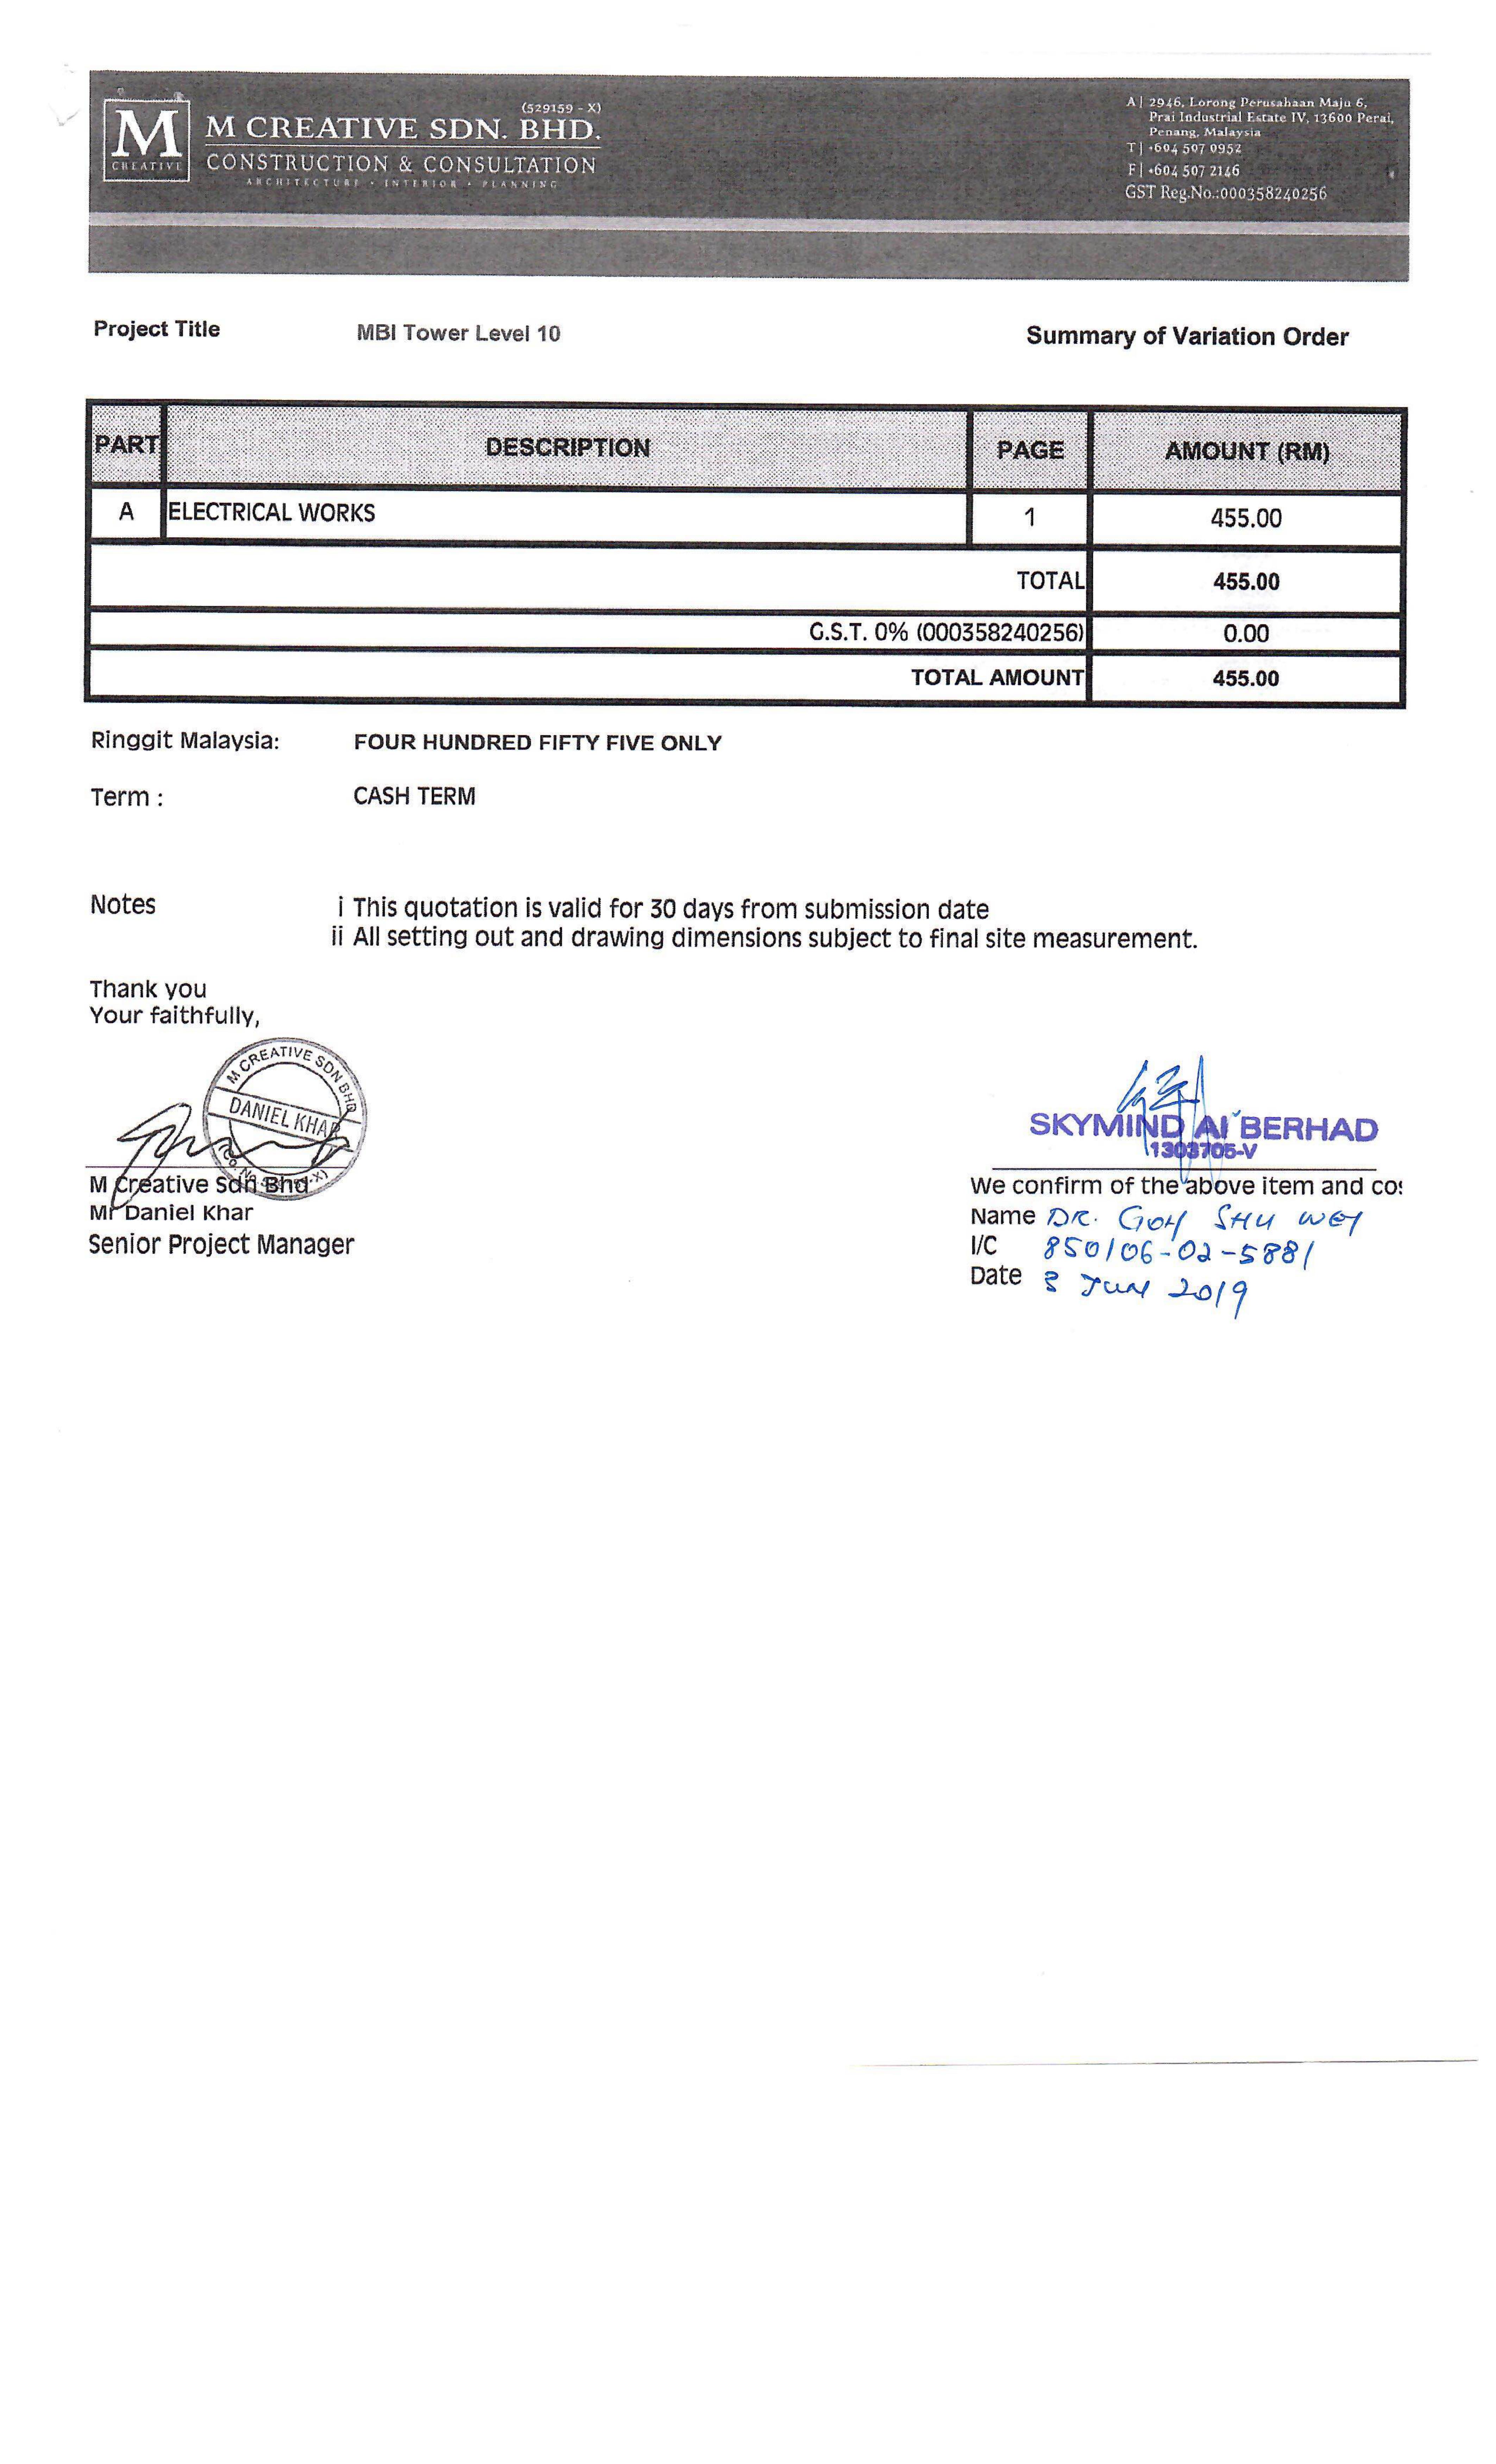 (529159 - X)
M CREATIVE SDN. BHD.
CONSTRUCTION & CONSULTATION
ARCHITECTURE • INTERIOR • PLANNING
M
CREATIVE
A| 2946, Lorong Perusahaan Maju 6,
Prai Industrial Estate IV, 13600 Perai,
Penang, Malaysia
T| +604 507 0952
F| +604 507 2146
GST Reg.No.:000358240256
Project Title MBI Tower Level 10 Summary of Variation Order
PART DESCRIPTION PAGE AMOUNT (RM)
A ELECTRICAL WORKS 1 455.00
TOTAL 455.00
G.S.T. 0% (000358240256) 0.00
TOTAL AMOUNT 455.00
Ringgit Malaysia: FOUR HUNDRED FIFTY FIVE ONLY
Term : CASH TERM
Notes i This quotation is valid for 30 days from submission date
ii All setting out and drawing dimensions subject to final site measurement.
Thank you
Your faithfully,
M CREATIVE SDN BHD
DANIEL KHAR
M Creative Sdn Bhd
Mr Daniel Khar
Senior Project Manager
SKYMIND AI BERHAD
1303705-V
We confirm of the above item and cos
Name DR. GOH SHU WEI
I/C 850106-02-5881
Date 3 JUN 2019